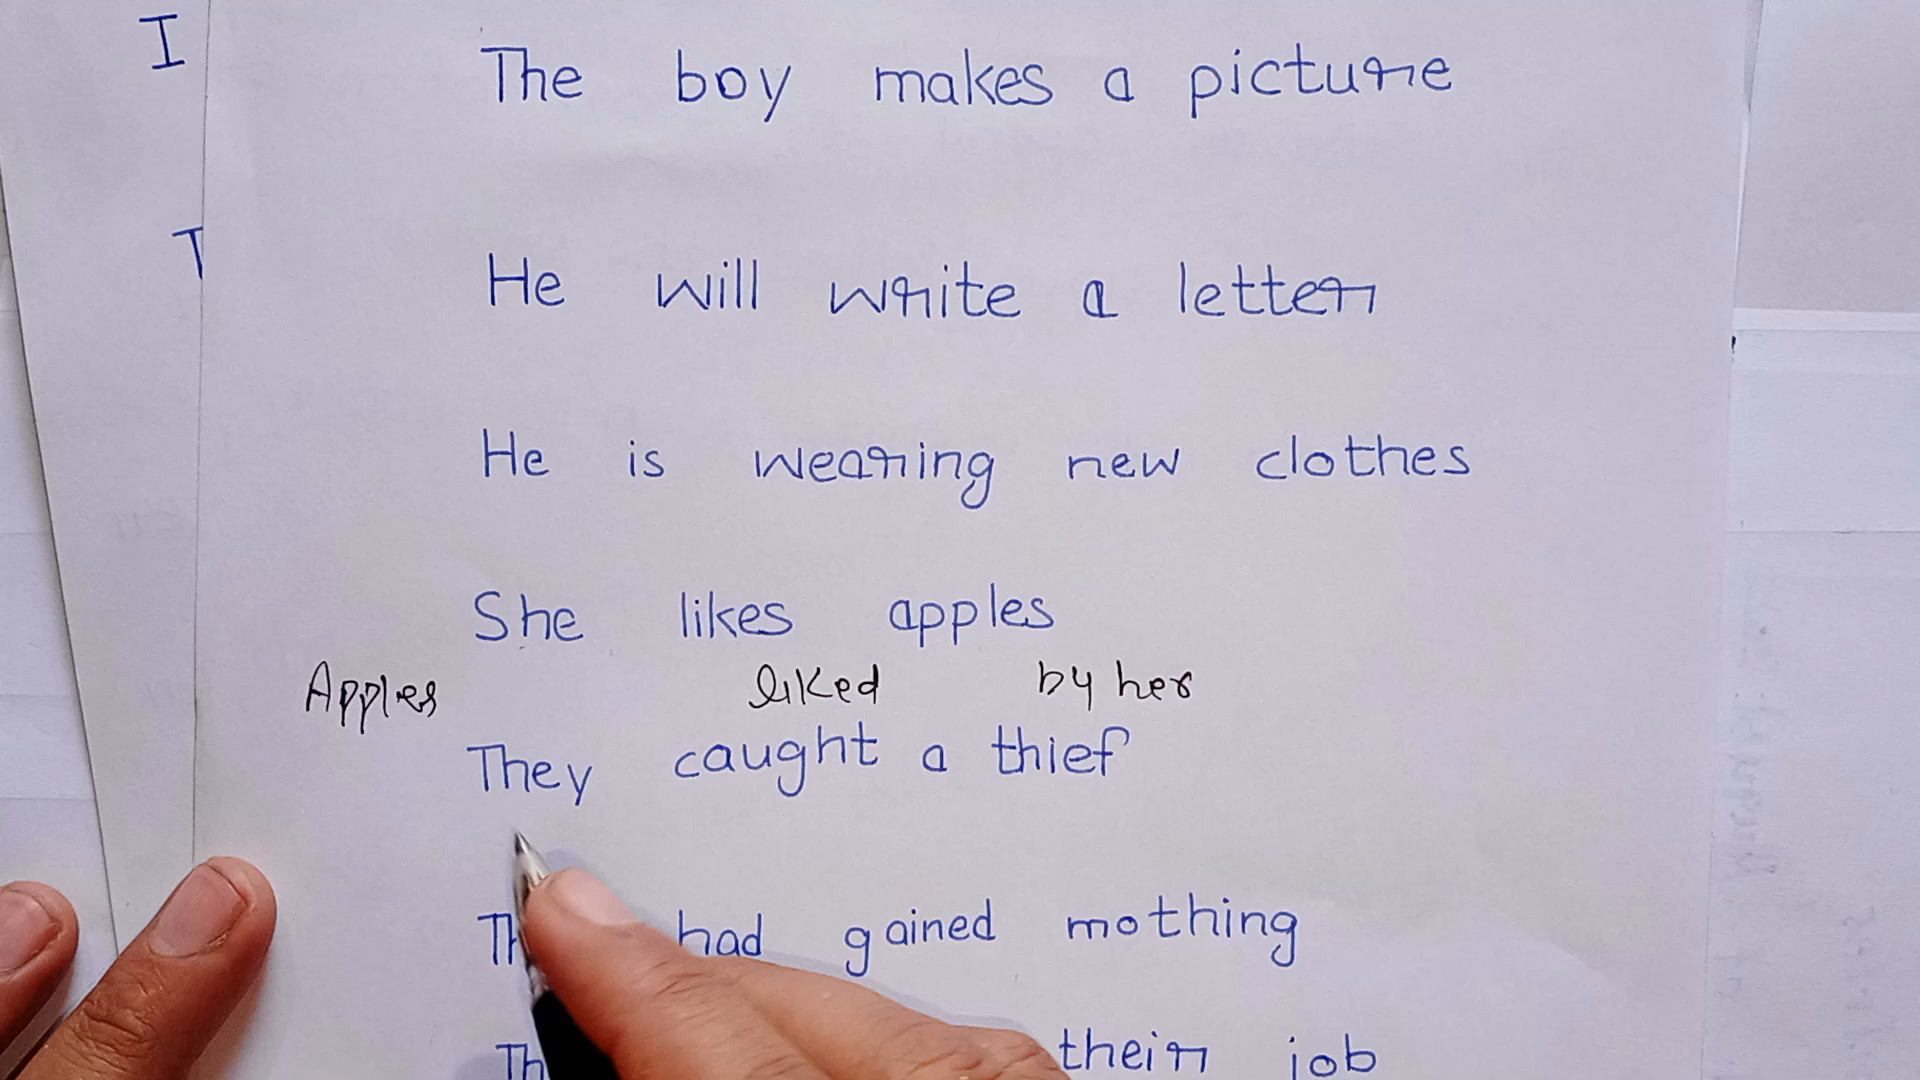 I
The boy makes a picture
T
He will write a letter
He is wearing new clothes
She likes apples
Apples liked by her
They caught a thief
had gained mothing
their job